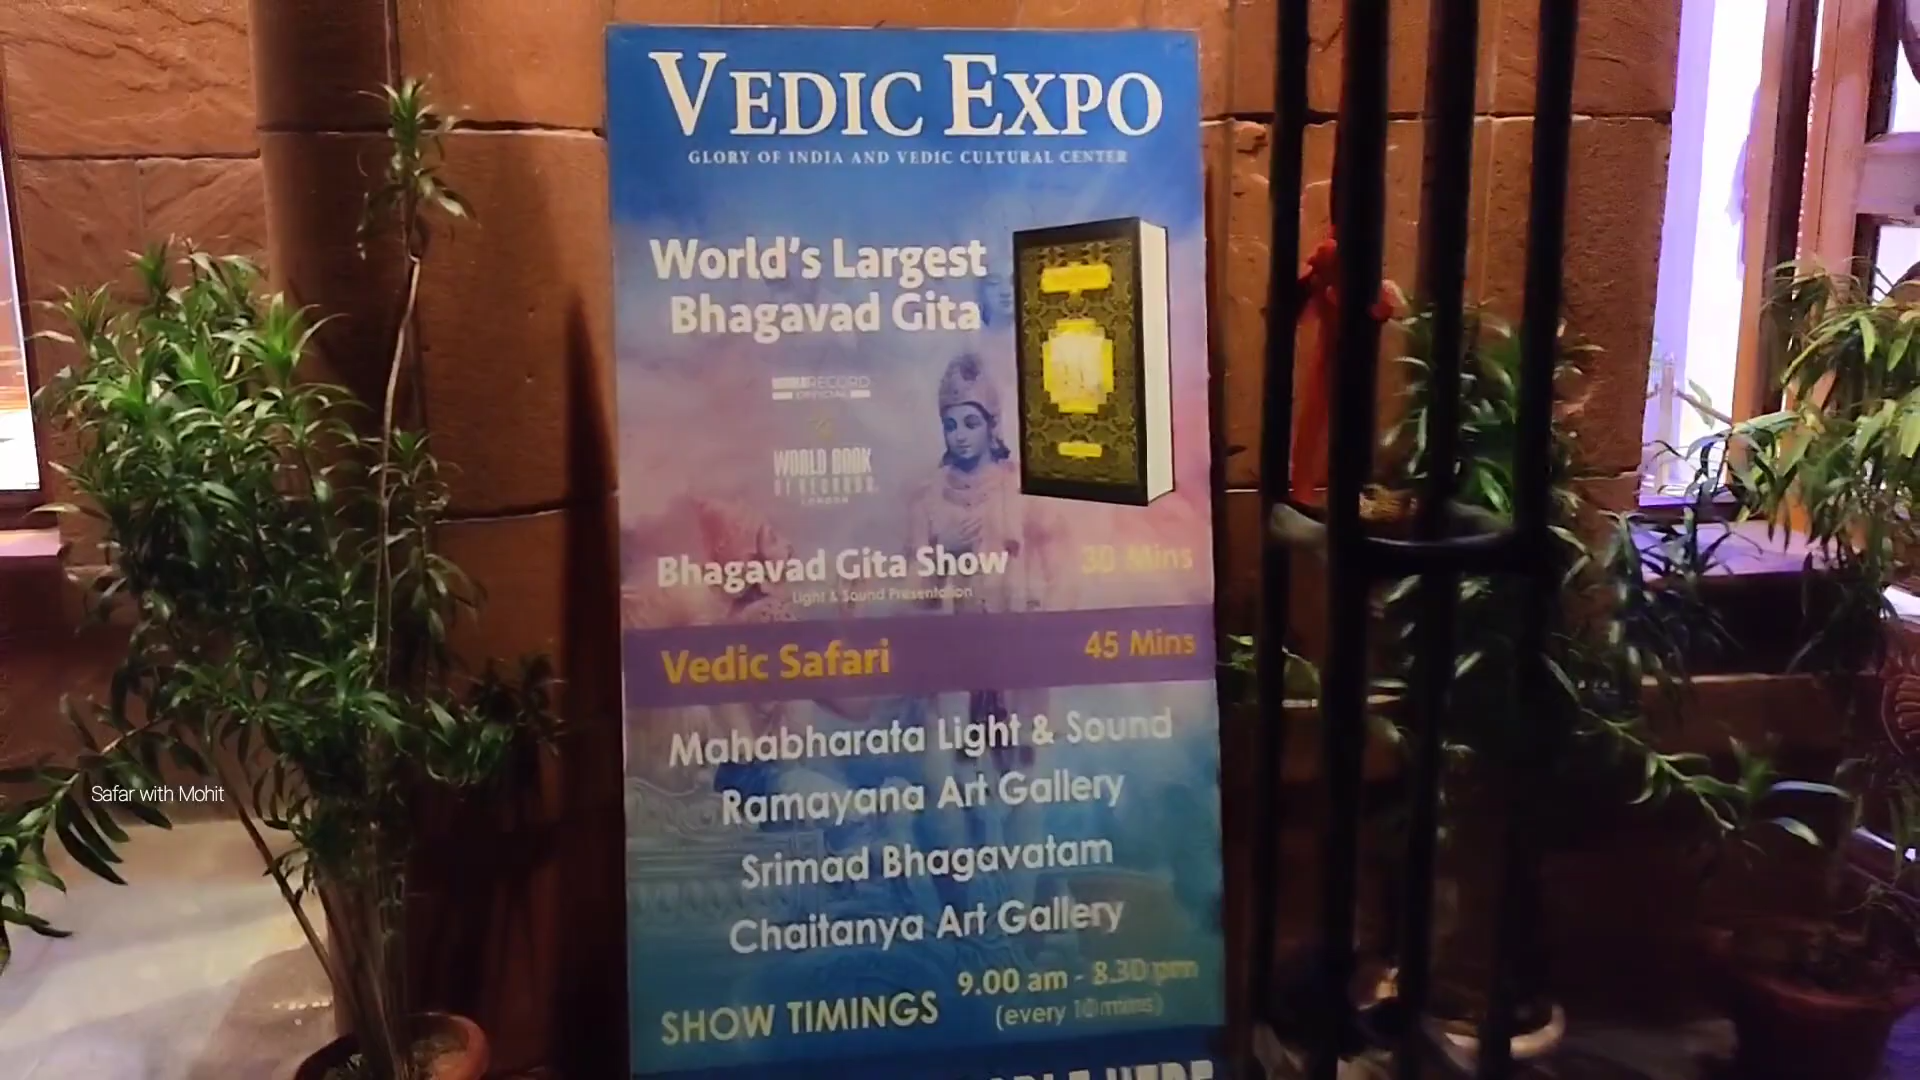 VEDIC EXPO
GLORY OF INDIA AND VEDIC CULTURAL CENTER
World's Largest
Bhagavad Gita
WORLD RECORD
OFFICIAL
WORLD BOOK
OF RECORDS
LONDON
Bhagavad Gita Show 30 Mins
Light & Sound Presentation
Vedic Safari 45 Mins
Mahabharata Light & Sound
Ramayana Art Gallery
Srimad Bhagavatam
Chaitanya Art Gallery
SHOW TIMINGS 9.00 am - 8.30 pm
(every 10 mins)
HERE
Safar with Mohit